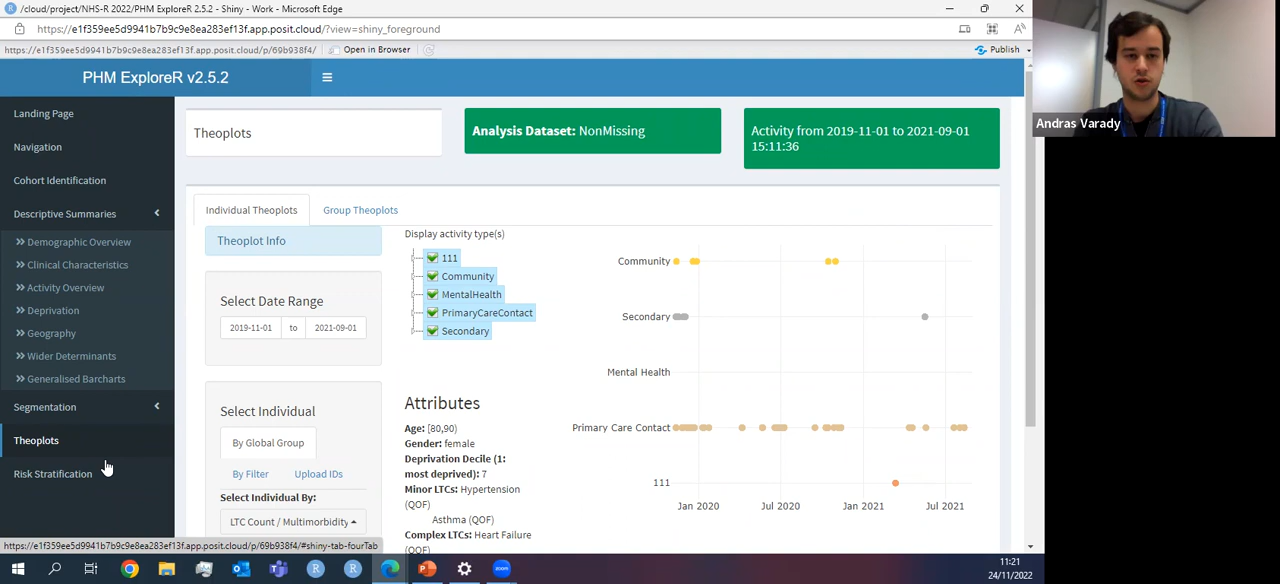 /cloud/project/NHS-R 2022/PHM ExploreR 2.5.2 - Shiny - Work - Microsoft Edge
https://e1f359ee5d9941b7b9c9e8ea283ef13f.app.posit.cloud/?view=shiny_foreground
https://e1f359ee5d9941b7b9c9e8ea283ef13f.app.posit.cloud/p/69b938f4/
Open in Browser
Publish
PHM ExploreR v2.5.2
Landing Page
Navigation
Cohort Identification
Descriptive Summaries
Demographic Overview
Clinical Characteristics
Activity Overview
Deprivation
Geography
Wider Determinants
Generalised Barcharts
Segmentation
Theoplots
Risk Stratification
Theoplots
Analysis Dataset: NonMissing
Activity from 2019-11-01 to 2021-09-01
15:11:36
Individual Theoplots
Group Theoplots
Theoplot Info
Select Date Range
2019-11-01 to 2021-09-01
Select Individual
By Global Group
By Filter
Upload IDs
Select Individual By:
LTC Count / Multimorbidity
Display activity type(s)
111
Community
MentalHealth
PrimaryCareContact
Secondary
Attributes
Age: [80,90)
Gender: female
Deprivation Decile (1:
most deprived): 7
Minor LTCs: Hypertension
(QOF)
Asthma (QOF)
Complex LTCs: Heart Failure
(QOF)
Community
Secondary
Mental Health
Primary Care Contact
111
Jan 2020
Jul 2020
Jan 2021
Jul 2021
Andras Varady
https://e1f359ee5d9941b7b9c9e8ea283ef13f.app.posit.cloud/p/69b938f4/#shiny-tab-fourTab
11:21
24/11/2022